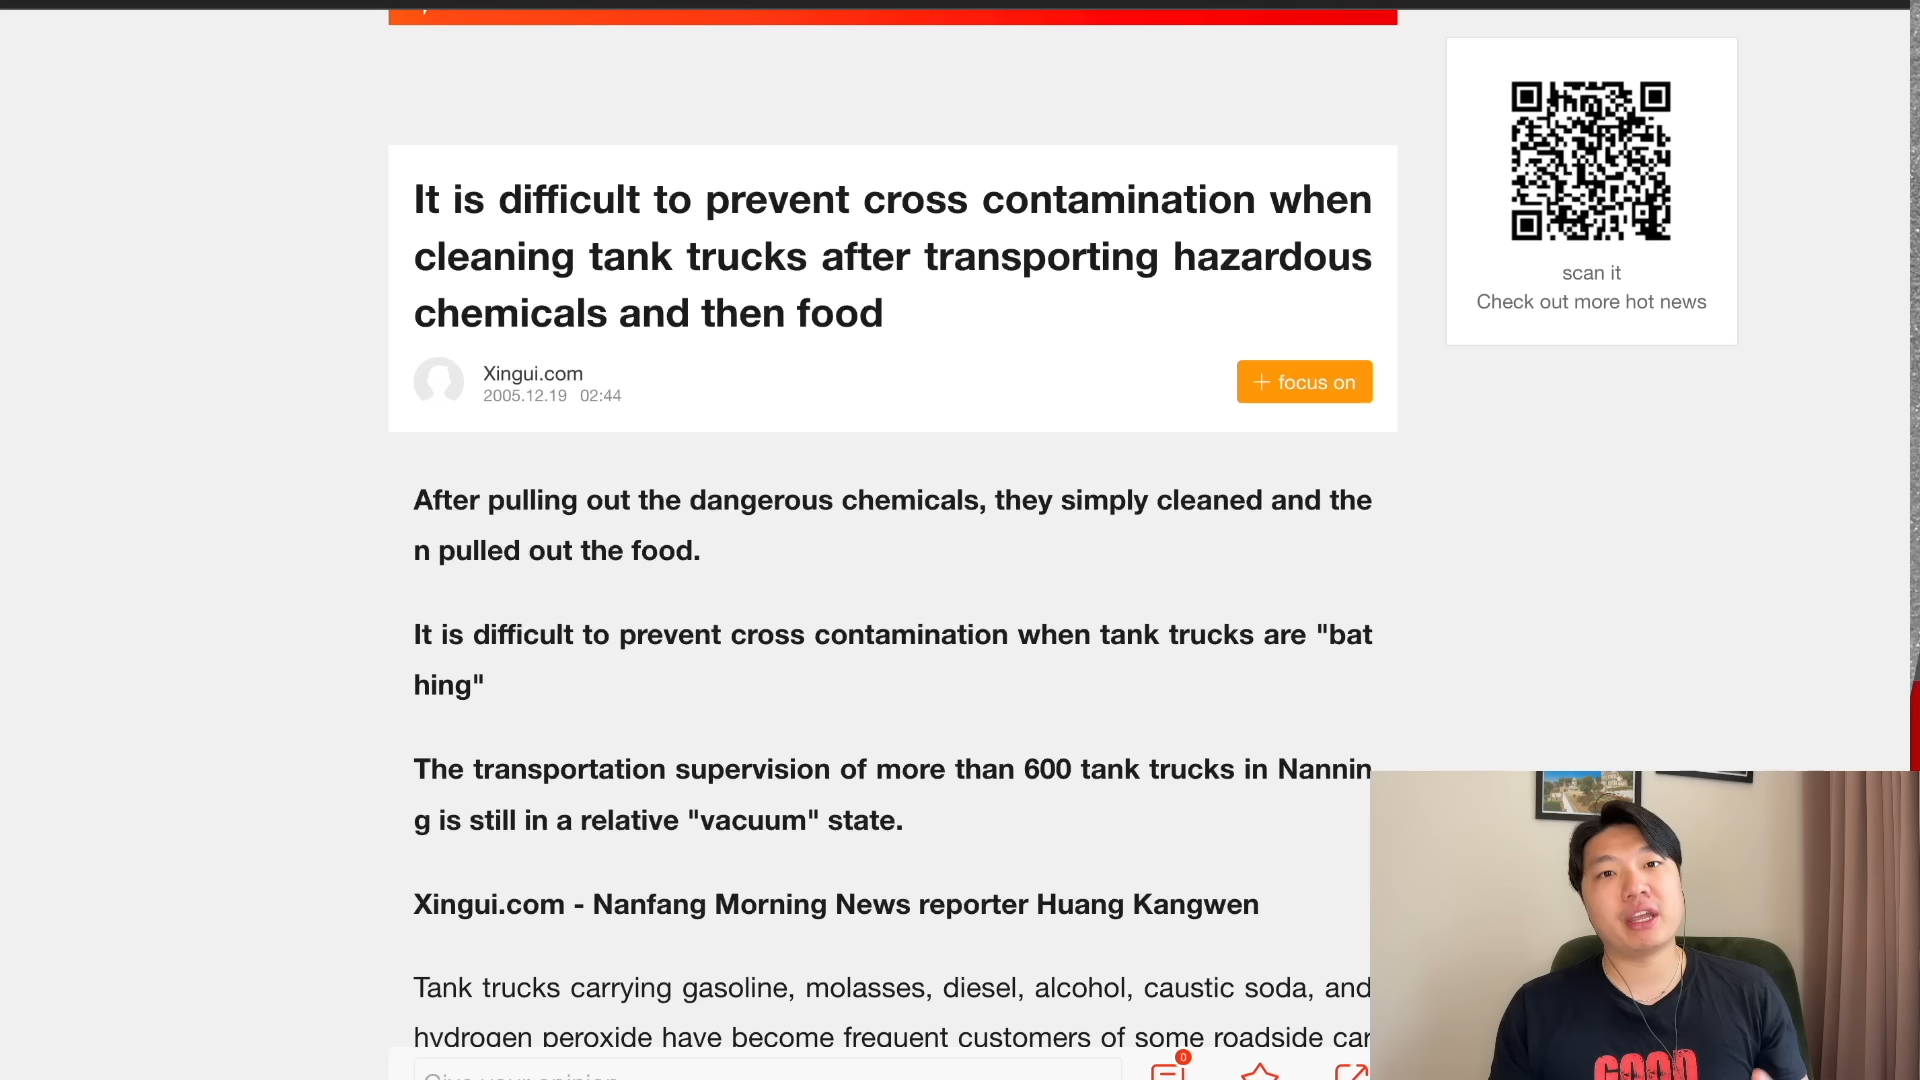 It is difficult to prevent cross contamination when
cleaning tank trucks after transporting hazardous
chemicals and then food
Xingui.com
2005.12.19 02:44
+ focus on
scan it
Check out more hot news
After pulling out the dangerous chemicals, they simply cleaned and the
n pulled out the food.
It is difficult to prevent cross contamination when tank trucks are "bat
hing"
The transportation supervision of more than 600 tank trucks in Nannin
g is still in a relative "vacuum" state.
Xingui.com - Nanfang Morning News reporter Huang Kangwen
Tank trucks carrying gasoline, molasses, diesel, alcohol, caustic soda, and
hydrogen peroxide have become frequent customers of some roadside car
Give your opinion
0
GOOD